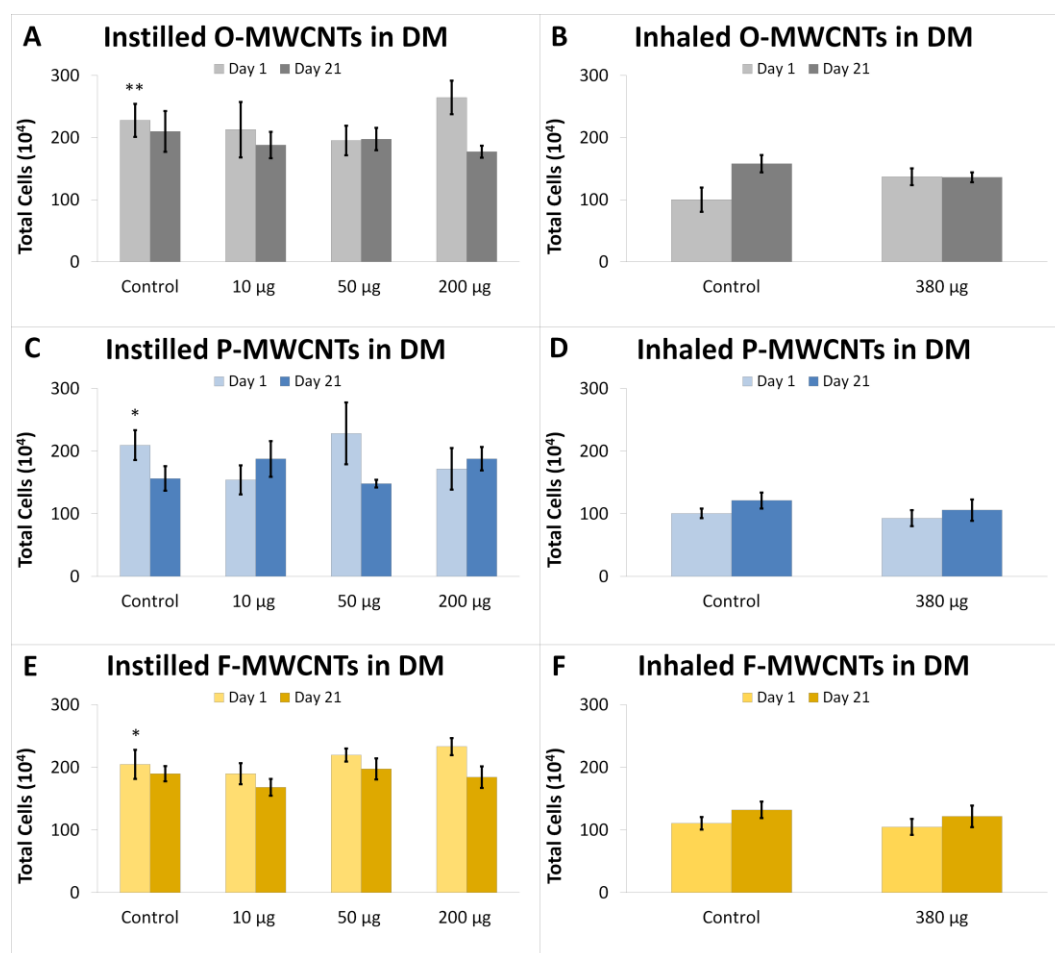 A Instilled O-MWCNTs in DM
Day 1 Day 21
Total Cells (10⁴)
300
200
100
0
**
Control 10 µg 50 µg 200 µg
B Inhaled O-MWCNTs in DM
Day 1 Day 21
Total Cells (10⁴)
300
200
100
0
Control 380 µg
C Instilled P-MWCNTs in DM
Day 1 Day 21
Total Cells (10⁴)
300
200
100
0
*
Control 10 µg 50 µg 200 µg
D Inhaled P-MWCNTs in DM
Day 1 Day 21
Total Cells (10⁴)
300
200
100
0
Control 380 µg
E Instilled F-MWCNTs in DM
Day 1 Day 21
Total Cells (10⁴)
300
200
100
0
*
Control 10 µg 50 µg 200 µg
F Inhaled F-MWCNTs in DM
Day 1 Day 21
Total Cells (10⁴)
300
200
100
0
Control 380 µg